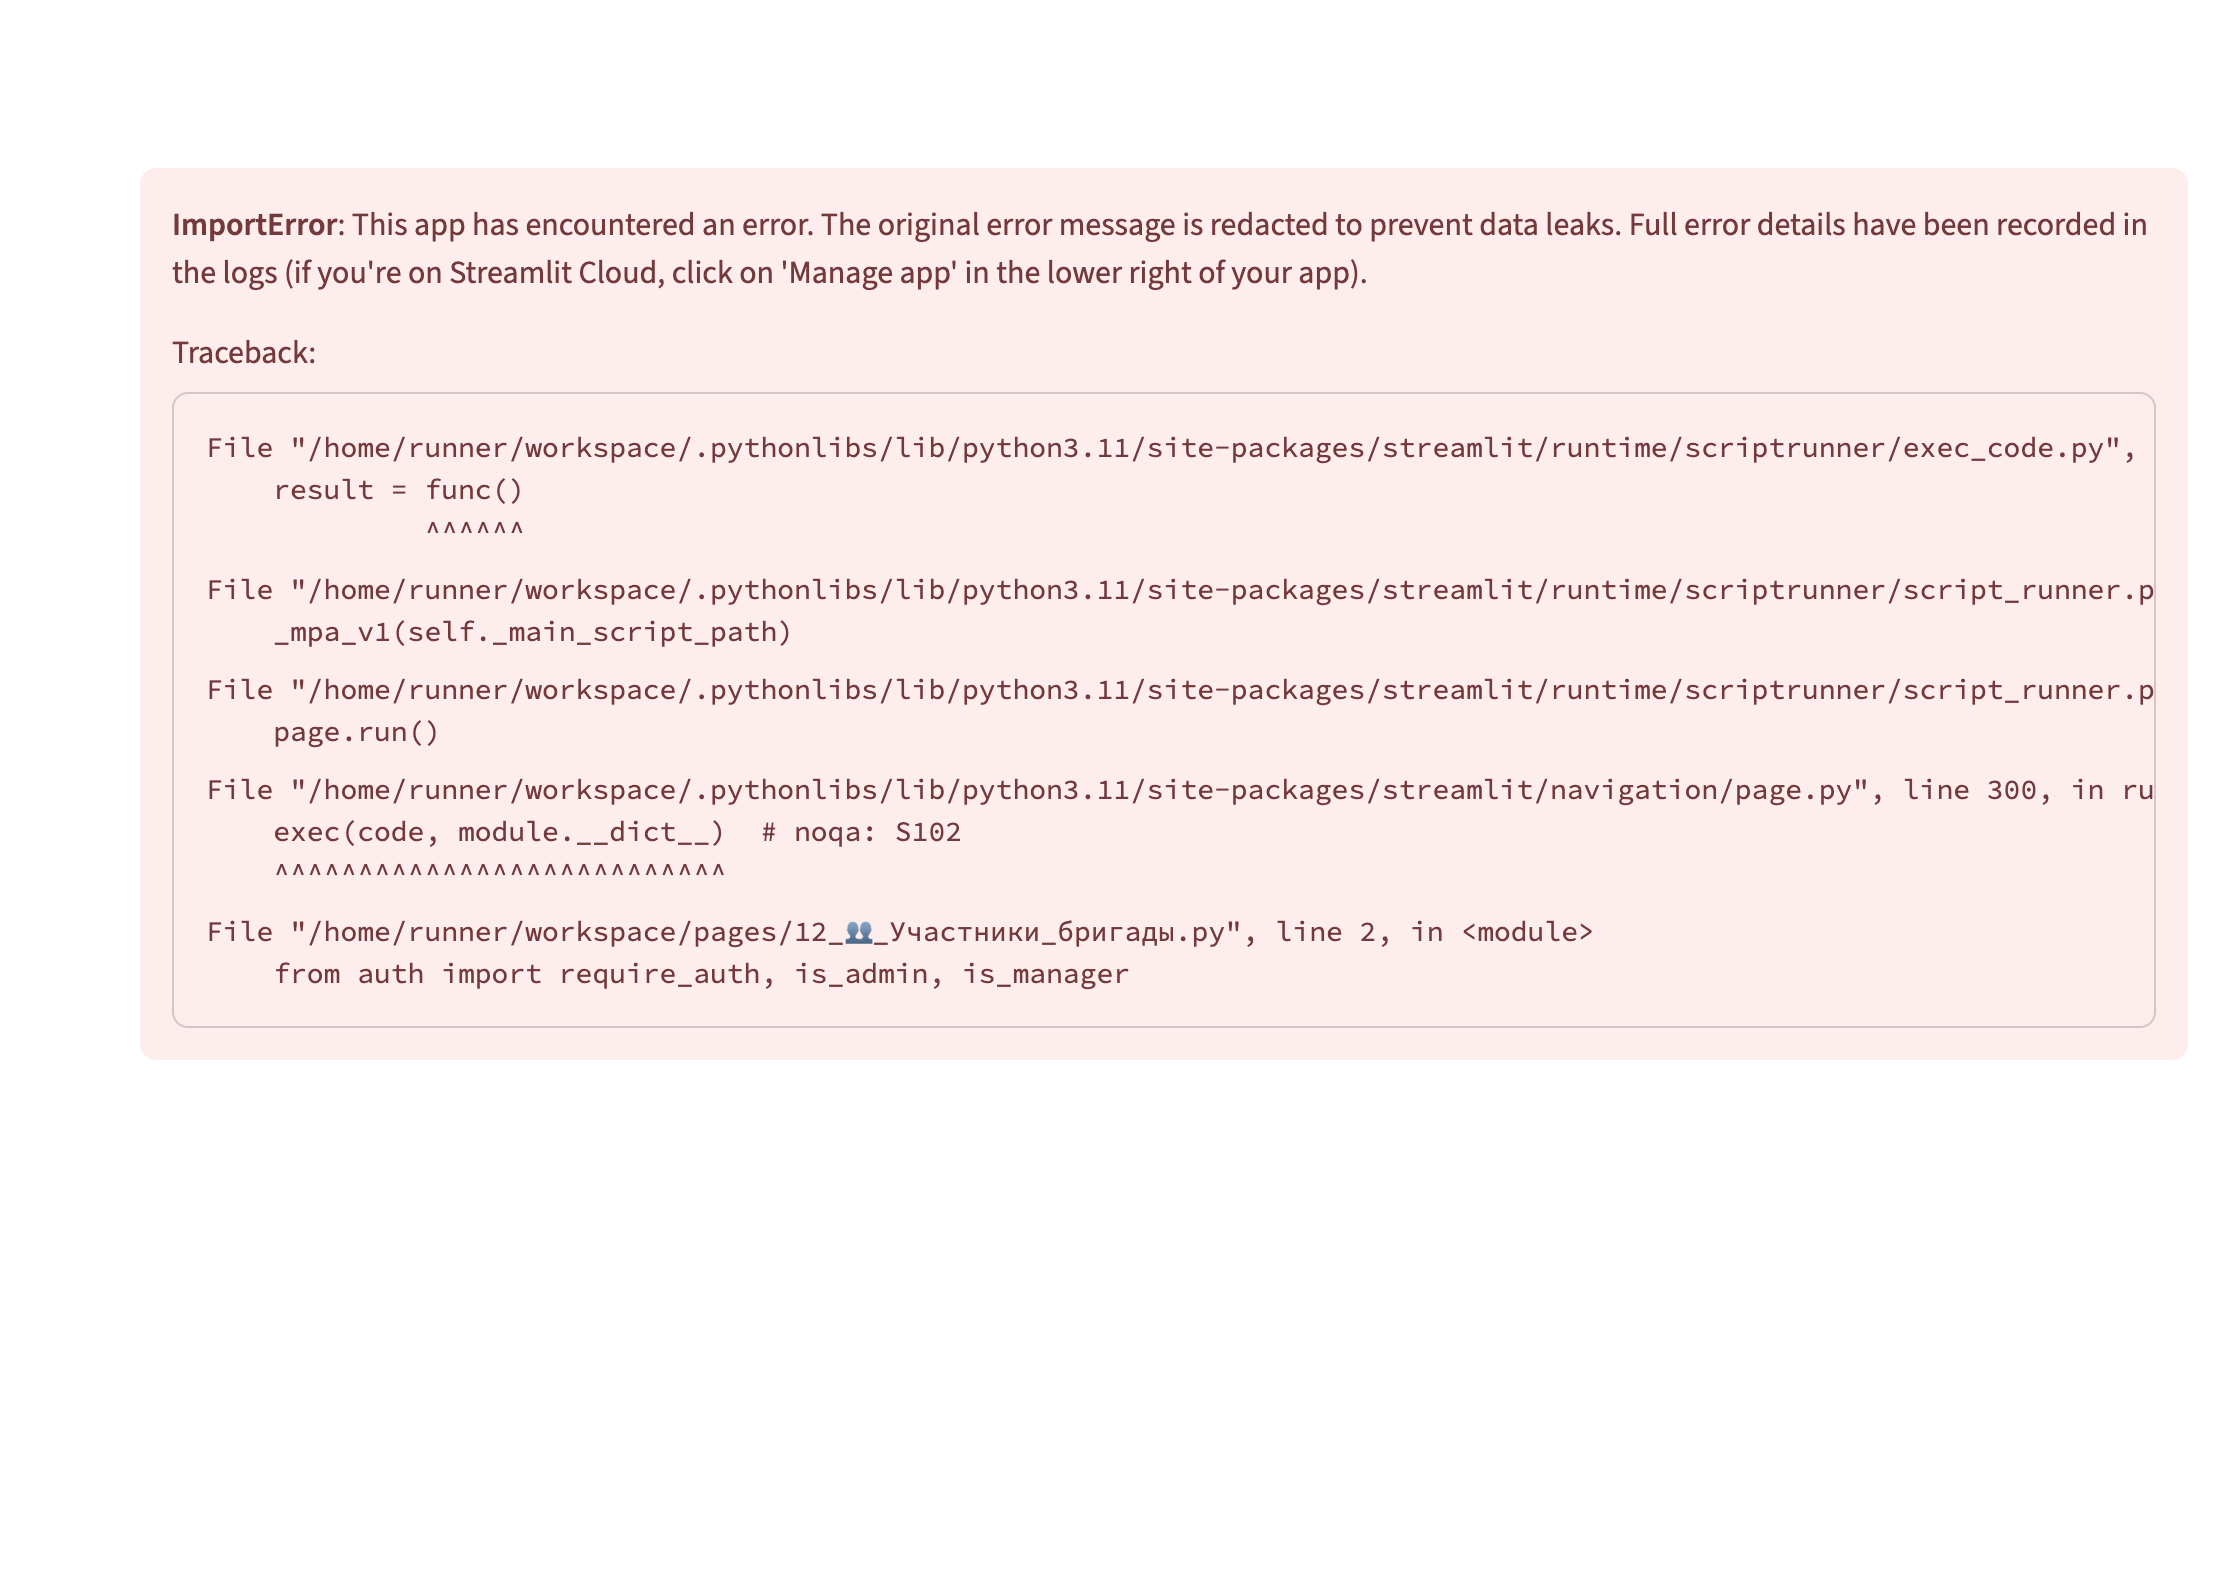 ImportError: This app has encountered an error. The original error message is redacted to prevent data leaks. Full error details have been recorded in
the logs (if you're on Streamlit Cloud, click on 'Manage app' in the lower right of your app).
Traceback:
File "/home/runner/workspace/.pythonlibs/lib/python3.11/site-packages/streamlit/runtime/scriptrunner/exec_code.py",
    result = func()
             ^^^^^^
File "/home/runner/workspace/.pythonlibs/lib/python3.11/site-packages/streamlit/runtime/scriptrunner/script_runner.p
    _mpa_v1(self._main_script_path)
File "/home/runner/workspace/.pythonlibs/lib/python3.11/site-packages/streamlit/runtime/scriptrunner/script_runner.p
    page.run()
File "/home/runner/workspace/.pythonlibs/lib/python3.11/site-packages/streamlit/navigation/page.py", line 300, in ru
    exec(code, module.__dict__)  # noqa: S102
    ^^^^^^^^^^^^^^^^^^^^^^^^^^^
File "/home/runner/workspace/pages/12_👥_Участники_бригады.py", line 2, in <module>
    from auth import require_auth, is_admin, is_manager